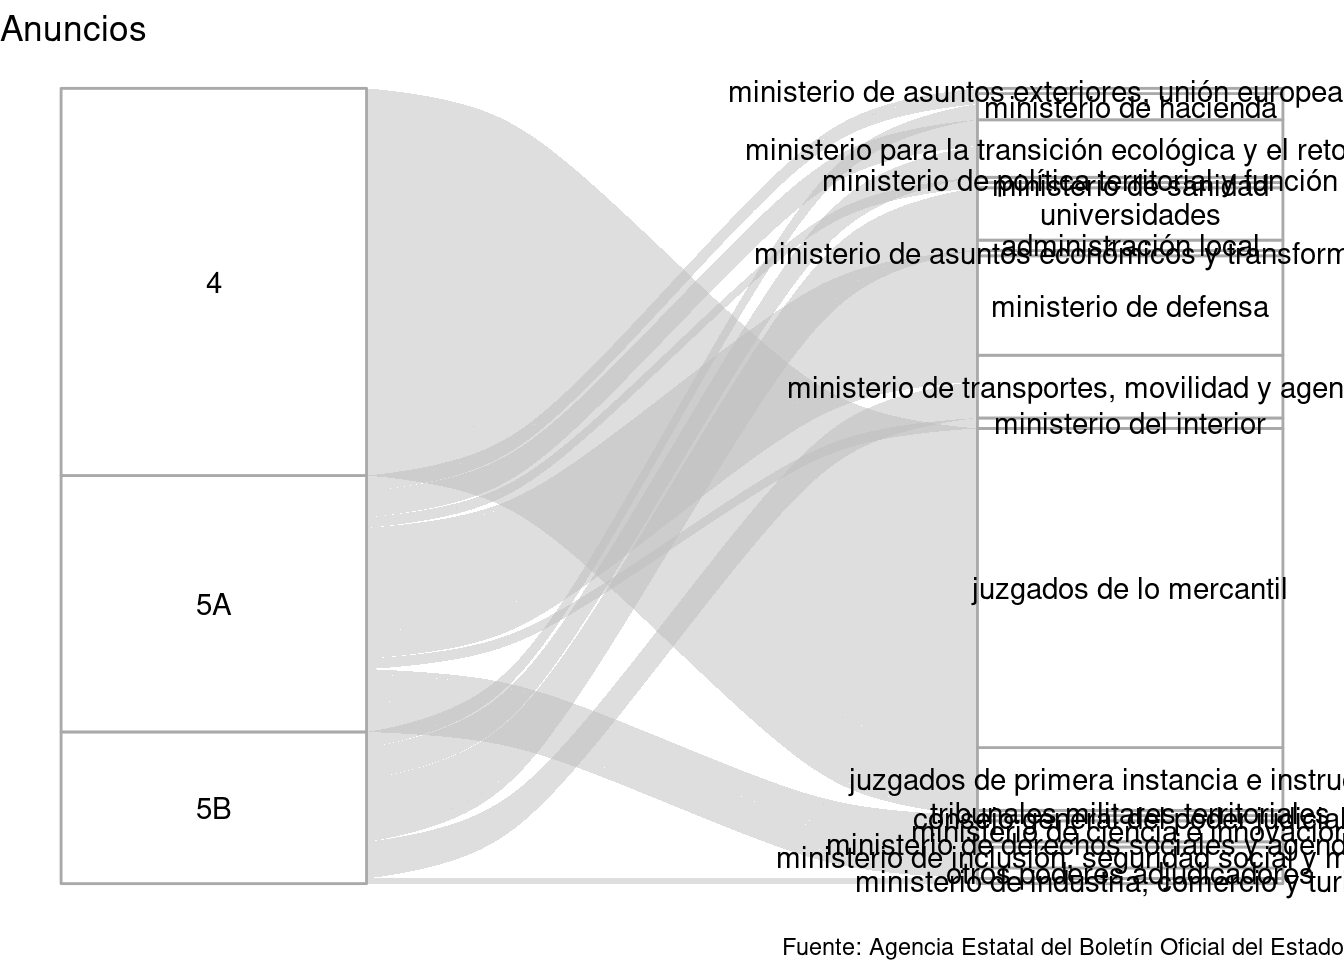 Anuncios
4
5A
5B
ministerio de asuntos exteriores, unión europea
ministerio de hacienda
ministerio para la transición ecológica y el reto
ministerio de política territorial y función
ministerio de sanidad
universidades
administración local
ministerio de asuntos económicos y transform
ministerio de defensa
ministerio de transportes, movilidad y agen
ministerio del interior
juzgados de lo mercantil
juzgados de primera instancia e instru
tribunales militares territoriales
consejo general del poder judicial
ministerio de ciencia e innovación
ministerio de derechos sociales y agend
ministerio de inclusión, seguridad social y m
otros poderes adjudicadores
ministerio de industria, comercio y tur
Fuente: Agencia Estatal del Boletín Oficial del Estado